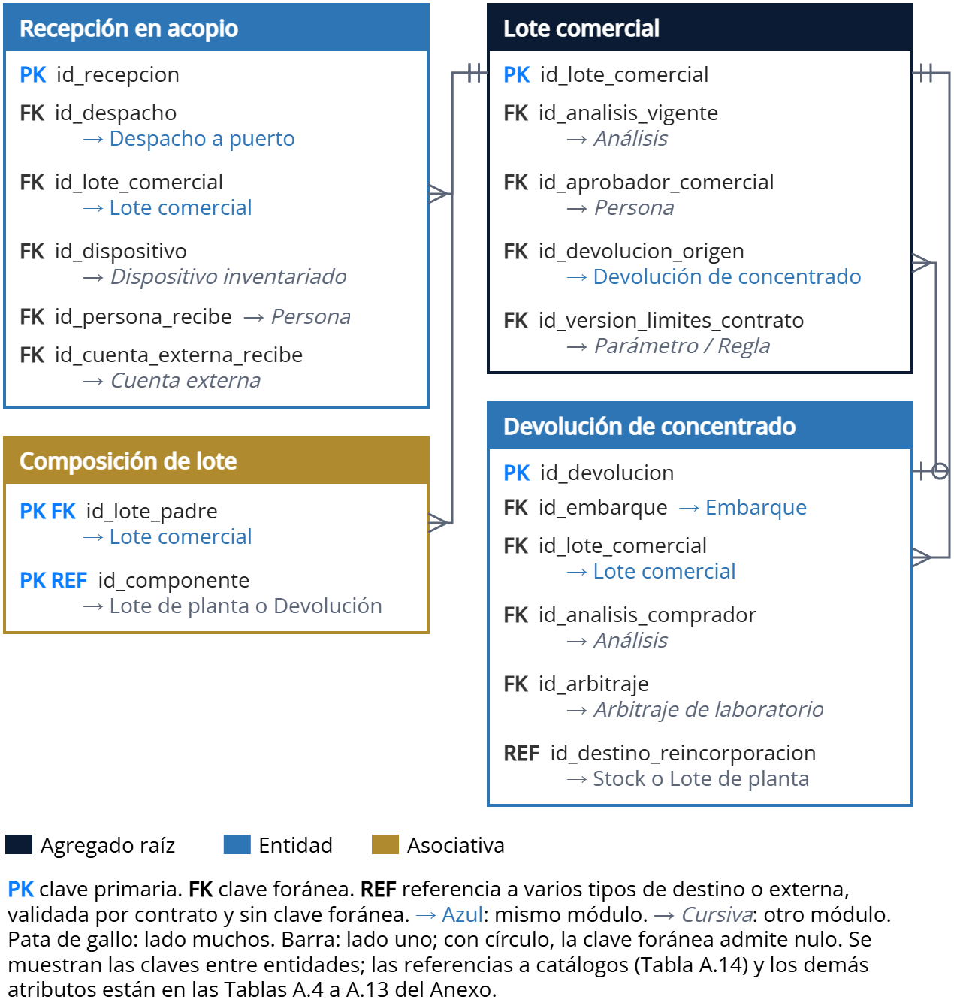 Recepción en acopio
PK id_recepcion
FK id_despacho
→ Despacho a puerto
FK id_lote_comercial
→ Lote comercial
FK id_dispositivo
→ Dispositivo inventariado
FK id_persona_recibe → Persona
FK id_cuenta_externa_recibe
→ Cuenta externa
Composición de lote
PK FK id_lote_padre
→ Lote comercial
PK REF id_componente
→ Lote de planta o Devolución
Lote comercial
PK id_lote_comercial
FK id_analisis_vigente
→ Análisis
FK id_aprobador_comercial
→ Persona
FK id_devolucion_origen
→ Devolución de concentrado
FK id_version_limites_contrato
→ Parámetro / Regla
Devolución de concentrado
PK id_devolucion
FK id_embarque → Embarque
FK id_lote_comercial
→ Lote comercial
FK id_analisis_comprador
→ Análisis
FK id_arbitraje
→ Arbitraje de laboratorio
REF id_destino_reincorporacion
→ Stock o Lote de planta
Agregado raíz
Entidad
Asociativa
PK clave primaria. FK clave foránea. REF referencia a varios tipos de destino o externa,
validada por contrato y sin clave foránea. → Azul: mismo módulo. → Cursiva: otro módulo.
Pata de gallo: lado muchos. Barra: lado uno; con círculo, la clave foránea admite nulo. Se
muestran las claves entre entidades; las referencias a catálogos (Tabla A.14) y los demás
atributos están en las Tablas A.4 a A.13 del Anexo.